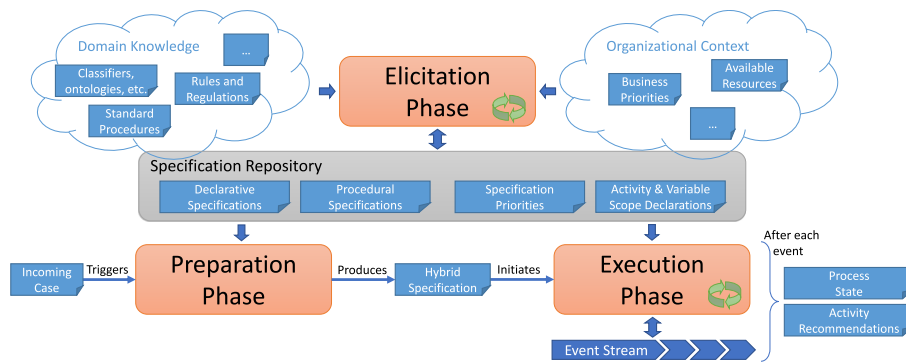 Domain Knowledge
...
Classifiers,
ontologies, etc.
Rules and
Regulations
Standard
Procedures
Elicitation
Phase
Organizational Context
Business
Priorities
Available
Resources
...
Specification Repository
Declarative
Specifications
Procedural
Specifications
Specification
Priorities
Activity & Variable
Scope Declarations
Incoming
Case
Triggers
Preparation
Phase
Produces
Hybrid
Specification
Initiates
Execution
Phase
After each
event
Process
State
Activity
Recommendations
Event Stream